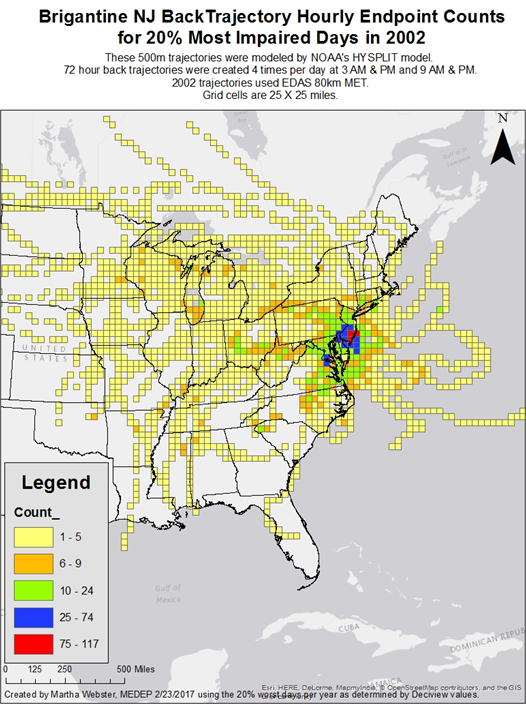 Brigantine NJ BackTrajectory Hourly Endpoint Counts
for 20% Most Impaired Days in 2002
These 500m trajectories were modeled by NOAA's HYSPLIT model.
72 hour back trajectories were created 4 times per day at 3 AM & PM and 9 AM & PM.
2002 trajectories used EDAS 80km MET.
Grid cells are 25 X 25 miles.
N
UNITED
STATES
Legend
Count_
1 - 5
6 - 9
10 - 24
25 - 74
75 - 117
Gulf of
Mexico
CUBA
DOMINICAN REPUB
JAMAICA
0 125 250 500 Miles
Esri, HERE, DeLorme, MapmyIndia, © OpenStreetMap contributors, and the GIS
Created by Martha Webster, MEDEP 2/23/2017 using the 20% worst days per year as determined by Deciview values.